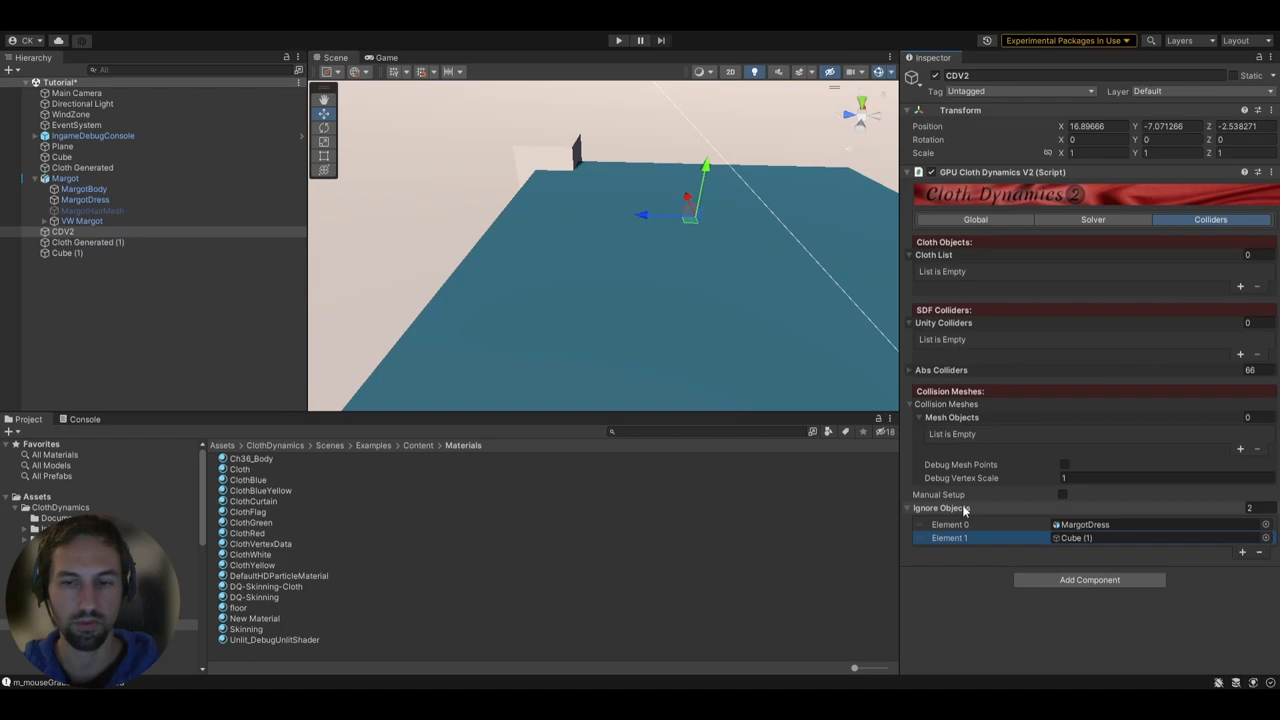 CK
Experimental Packages In Use
Layers
Layout
Hierarchy
All
Tutorial*
Main Camera
Directional Light
WindZone
EventSystem
IngameDebugConsole
Plane
Cube
Cloth Generated
Margot
MargotBody
MargotDress
MargotHairMesh
VW Margot
CDV2
Cloth Generated (1)
Cube (1)
Scene
Game
2D
Inspector
CDV2
Static
Tag Untagged
Layer Default
Transform
Position X 16.89666 Y -7.071266 Z -2.538271
Rotation X 0 Y 0 Z 0
Scale X 1 Y 1 Z 1
GPU Cloth Dynamics V2 (Script)
Cloth Dynamics 2
Global
Solver
Colliders
Cloth Objects:
Cloth List 0
List is Empty
SDF Colliders:
Unity Colliders 0
List is Empty
Abs Colliders 66
Collision Meshes:
Collision Meshes
Mesh Objects 0
List is Empty
Debug Mesh Points
Debug Vertex Scale 1
Manual Setup
Ignore Objects 2
Element 0 MargotDress
Element 1 Cube (1)
Add Component
Project
Console
18
Favorites
All Materials
All Models
All Prefabs
Assets
ClothDynamics
Docum
Assets > ClothDynamics > Scenes > Examples > Content > Materials
Ch36_Body
Cloth
ClothBlue
ClothBlueYellow
ClothCurtain
ClothFlag
ClothGreen
ClothRed
ClothVertexData
ClothWhite
ClothYellow
DefaultHDParticleMaterial
DQ-Skinning-Cloth
DQ-Skinning
floor
New Material
Skinning
Unlit_DebugUnlitShader
m_mouseGra